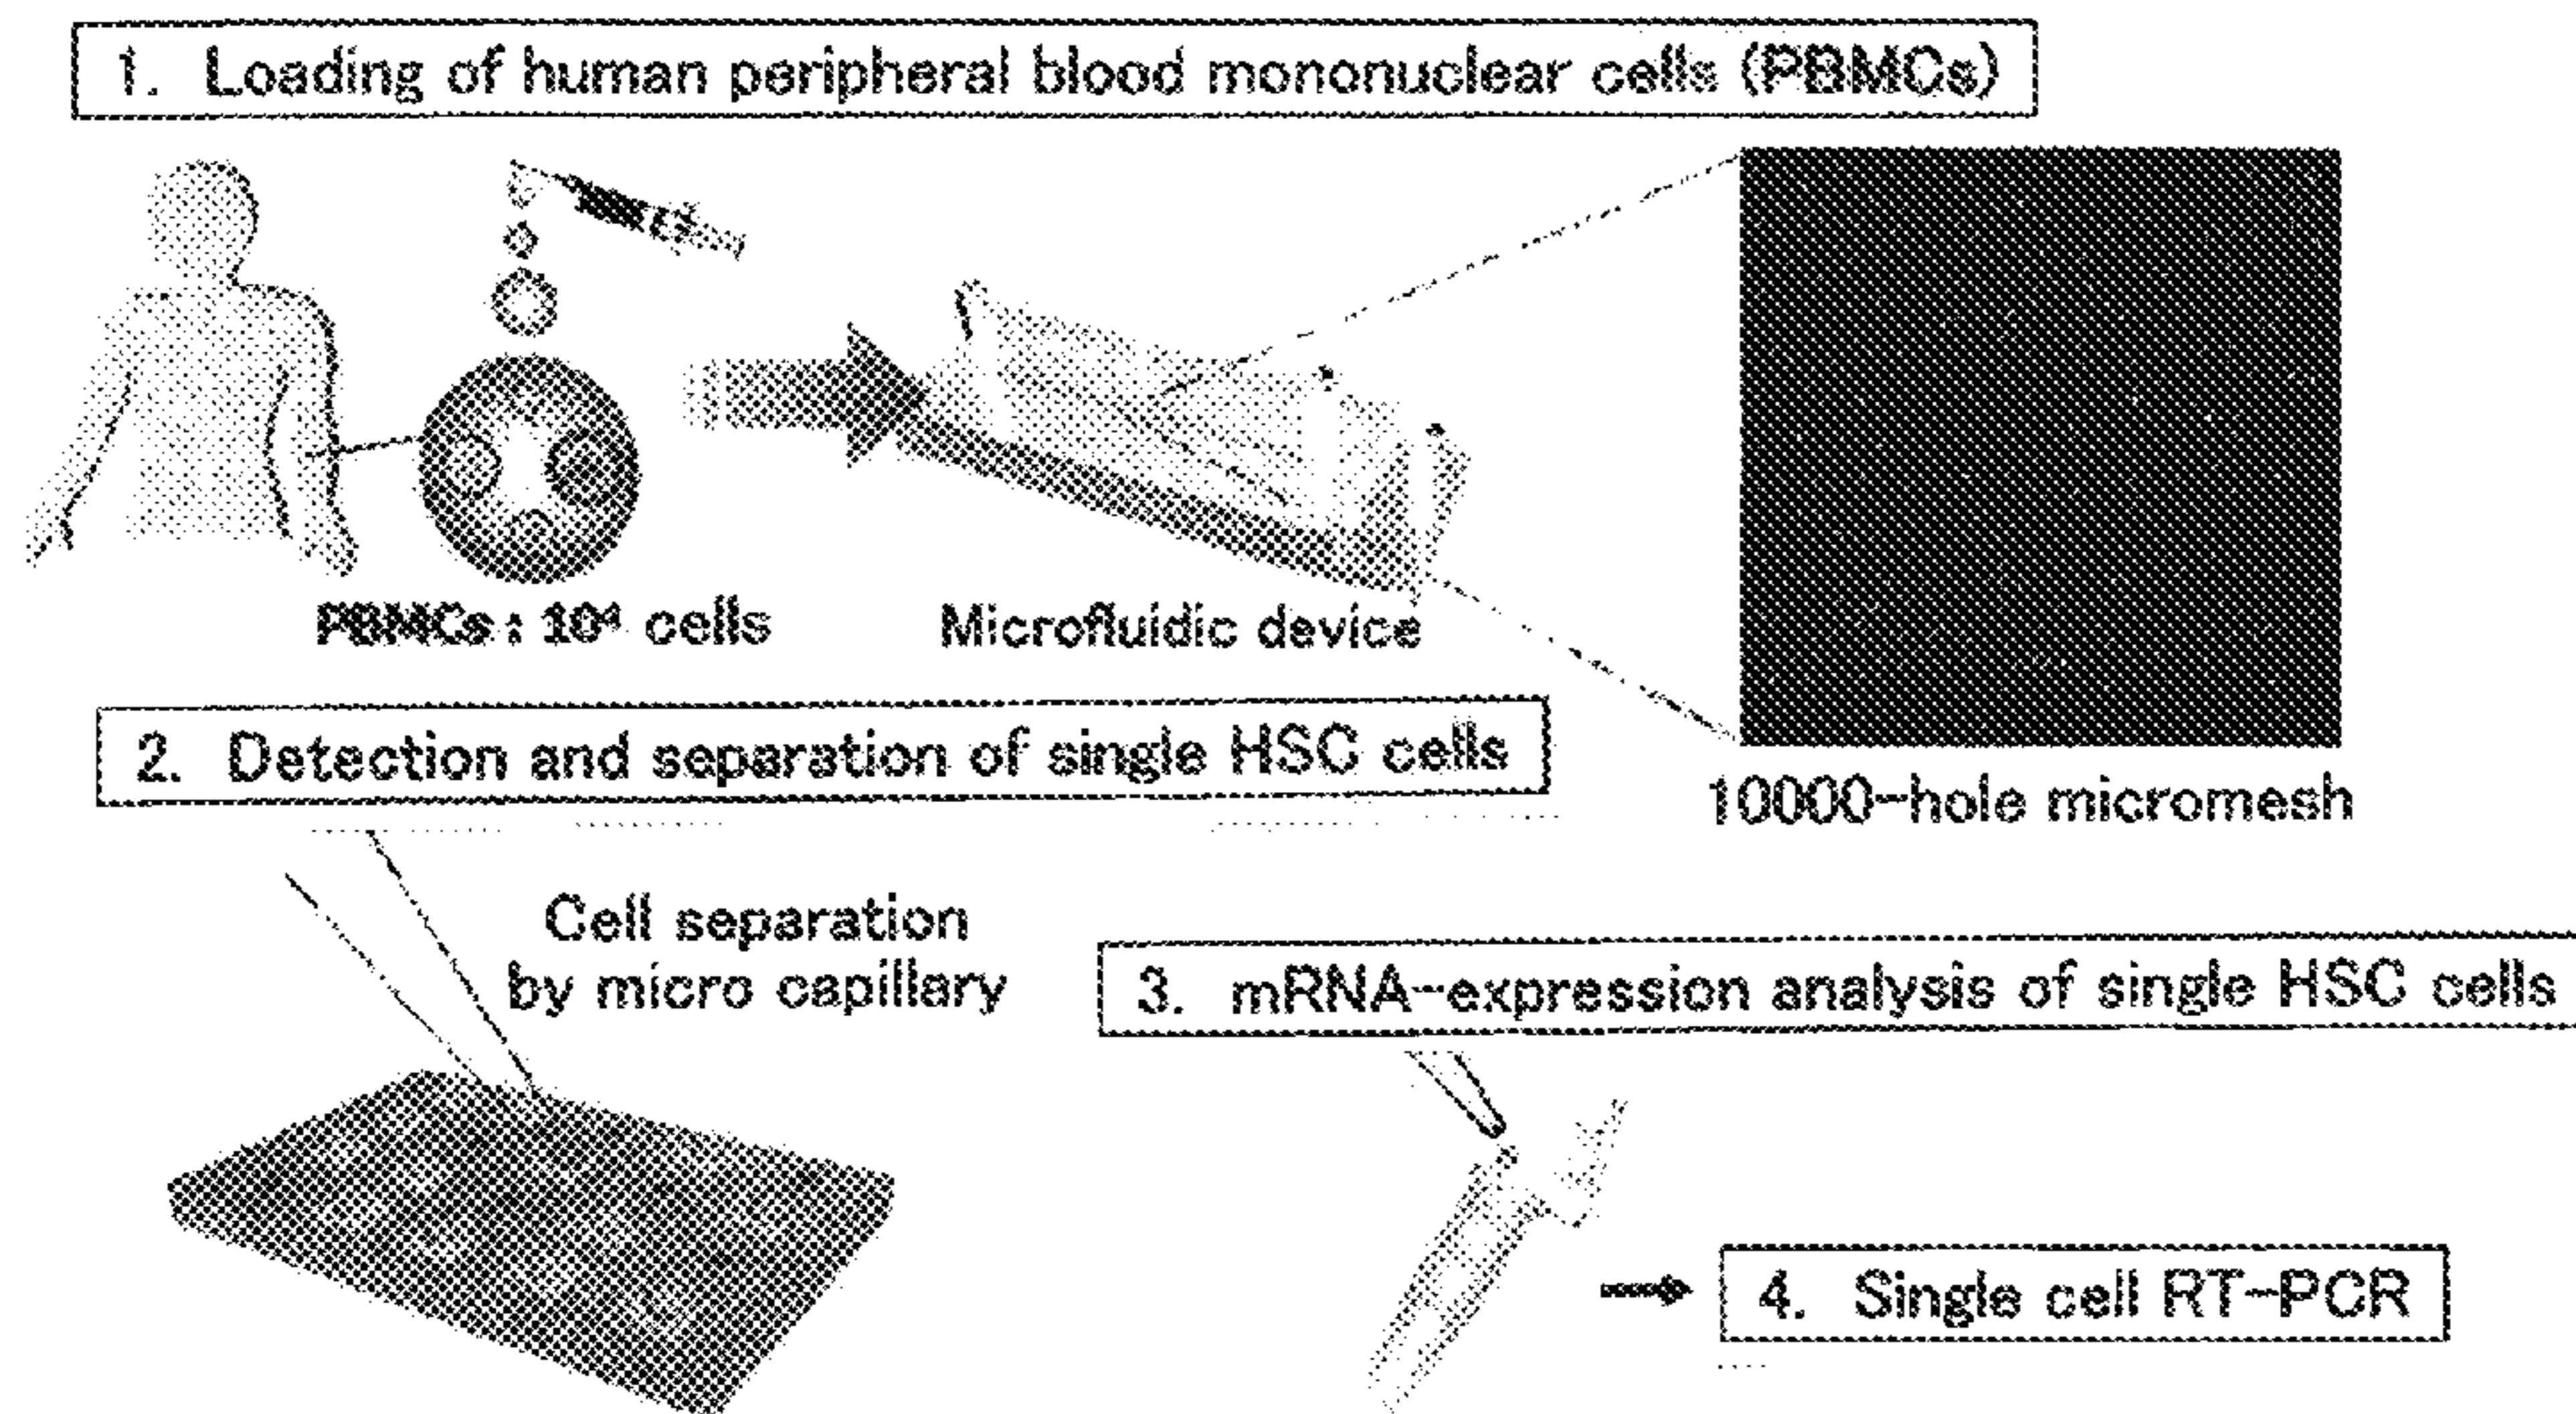 1. Loading of human peripheral blood mononuclear cells (PBMCs)
PBMCs : 10⁴ cells
Microfluidic device
10000-hole micromesh
2. Detection and separation of single HSC cells
Cell separation
by micro capillary
3. mRNA-expression analysis of single HSC cells
4. Single cell RT-PCR